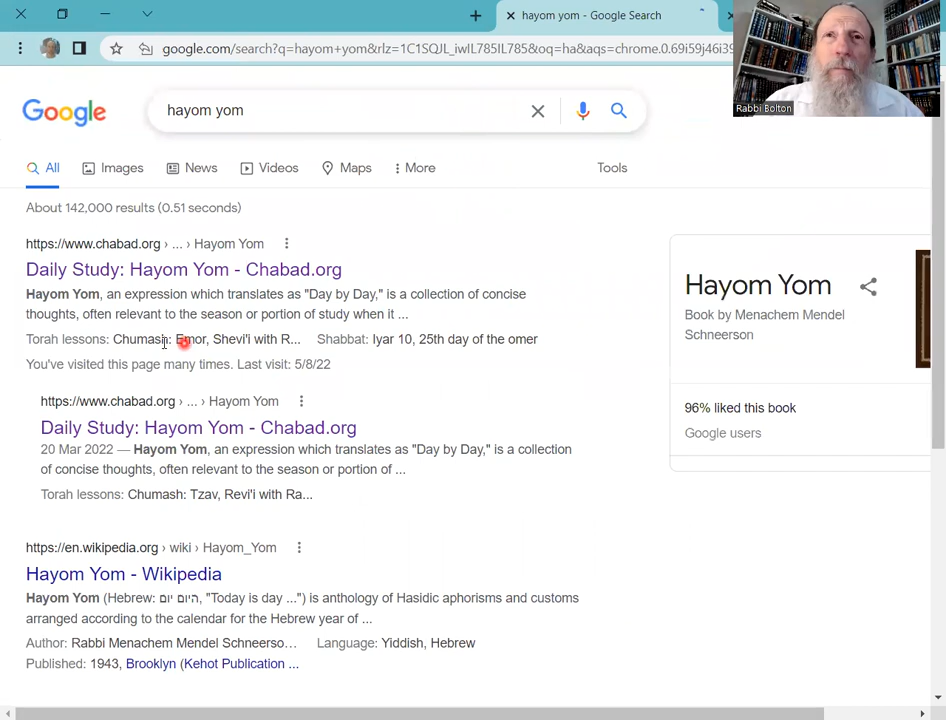 hayom yom - Google Search
google.com/search?q=hayom+yom&rlz=1C1SQJL_iwIL785IL785&oq=ha&aqs=chrome.0.69i59j46i39
Rabbi Bolton
Google
hayom yom
All Images News Videos Maps More Tools
About 142,000 results (0.51 seconds)
https://www.chabad.org › ... › Hayom Yom
Daily Study: Hayom Yom - Chabad.org
Hayom Yom, an expression which translates as "Day by Day," is a collection of concise
thoughts, often relevant to the season or portion of study when it ...
Torah lessons: Chumash: Emor, Shevi'i with R... Shabbat: Iyar 10, 25th day of the omer
You've visited this page many times. Last visit: 5/8/22
https://www.chabad.org › ... › Hayom Yom
Daily Study: Hayom Yom - Chabad.org
20 Mar 2022 — Hayom Yom, an expression which translates as "Day by Day," is a collection
of concise thoughts, often relevant to the season or portion of ...
Torah lessons: Chumash: Tzav, Revi'i with Ra...
https://en.wikipedia.org › wiki › Hayom_Yom
Hayom Yom - Wikipedia
Hayom Yom (Hebrew: היום יום, "Today is day ...") is anthology of Hasidic aphorisms and customs
arranged according to the calendar for the Hebrew year of ...
Author: Rabbi Menachem Mendel Schneerso... Language: Yiddish, Hebrew
Published: 1943, Brooklyn (Kehot Publication ...
Hayom Yom
Book by Menachem Mendel
Schneerson
96% liked this book
Google users